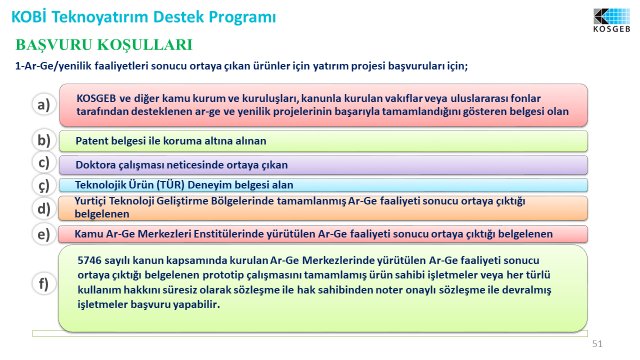 KOBİ Teknoyatırım Destek Programı
KOSGEB
BAŞVURU KOŞULLARI
1-Ar-Ge/yenilik faaliyetleri sonucu ortaya çıkan ürünler için yatırım projesi başvuruları için;
a)
KOSGEB ve diğer kamu kurum ve kuruluşları, kanunla kurulan vakıflar veya uluslararası fonlar
tarafından desteklenen ar-ge ve yenilik projelerinin başarıyla tamamlandığını gösteren belgesi olan
b)
Patent belgesi ile koruma altına alınan
c)
Doktora çalışması neticesinde ortaya çıkan
ç)
Teknolojik Ürün (TÜR) Deneyim belgesi alan
d)
Yurtiçi Teknoloji Geliştirme Bölgelerinde tamamlanmış Ar-Ge faaliyeti sonucu ortaya çıktığı
belgelenen
e)
Kamu Ar-Ge Merkezleri Enstitülerinde yürütülen Ar-Ge faaliyeti sonucu ortaya çıktığı belgelenen
f)
5746 sayılı kanun kapsamında kurulan Ar-Ge Merkezlerinde yürütülen Ar-Ge faaliyeti sonucu
ortaya çıktığı belgelenen prototip çalışmasını tamamlamış ürün sahibi işletmeler veya her türlü
kullanım hakkını süresiz olarak sözleşme ile hak sahibinden noter onaylı sözleşme ile devralmış
işletmeler başvuru yapabilir.
51